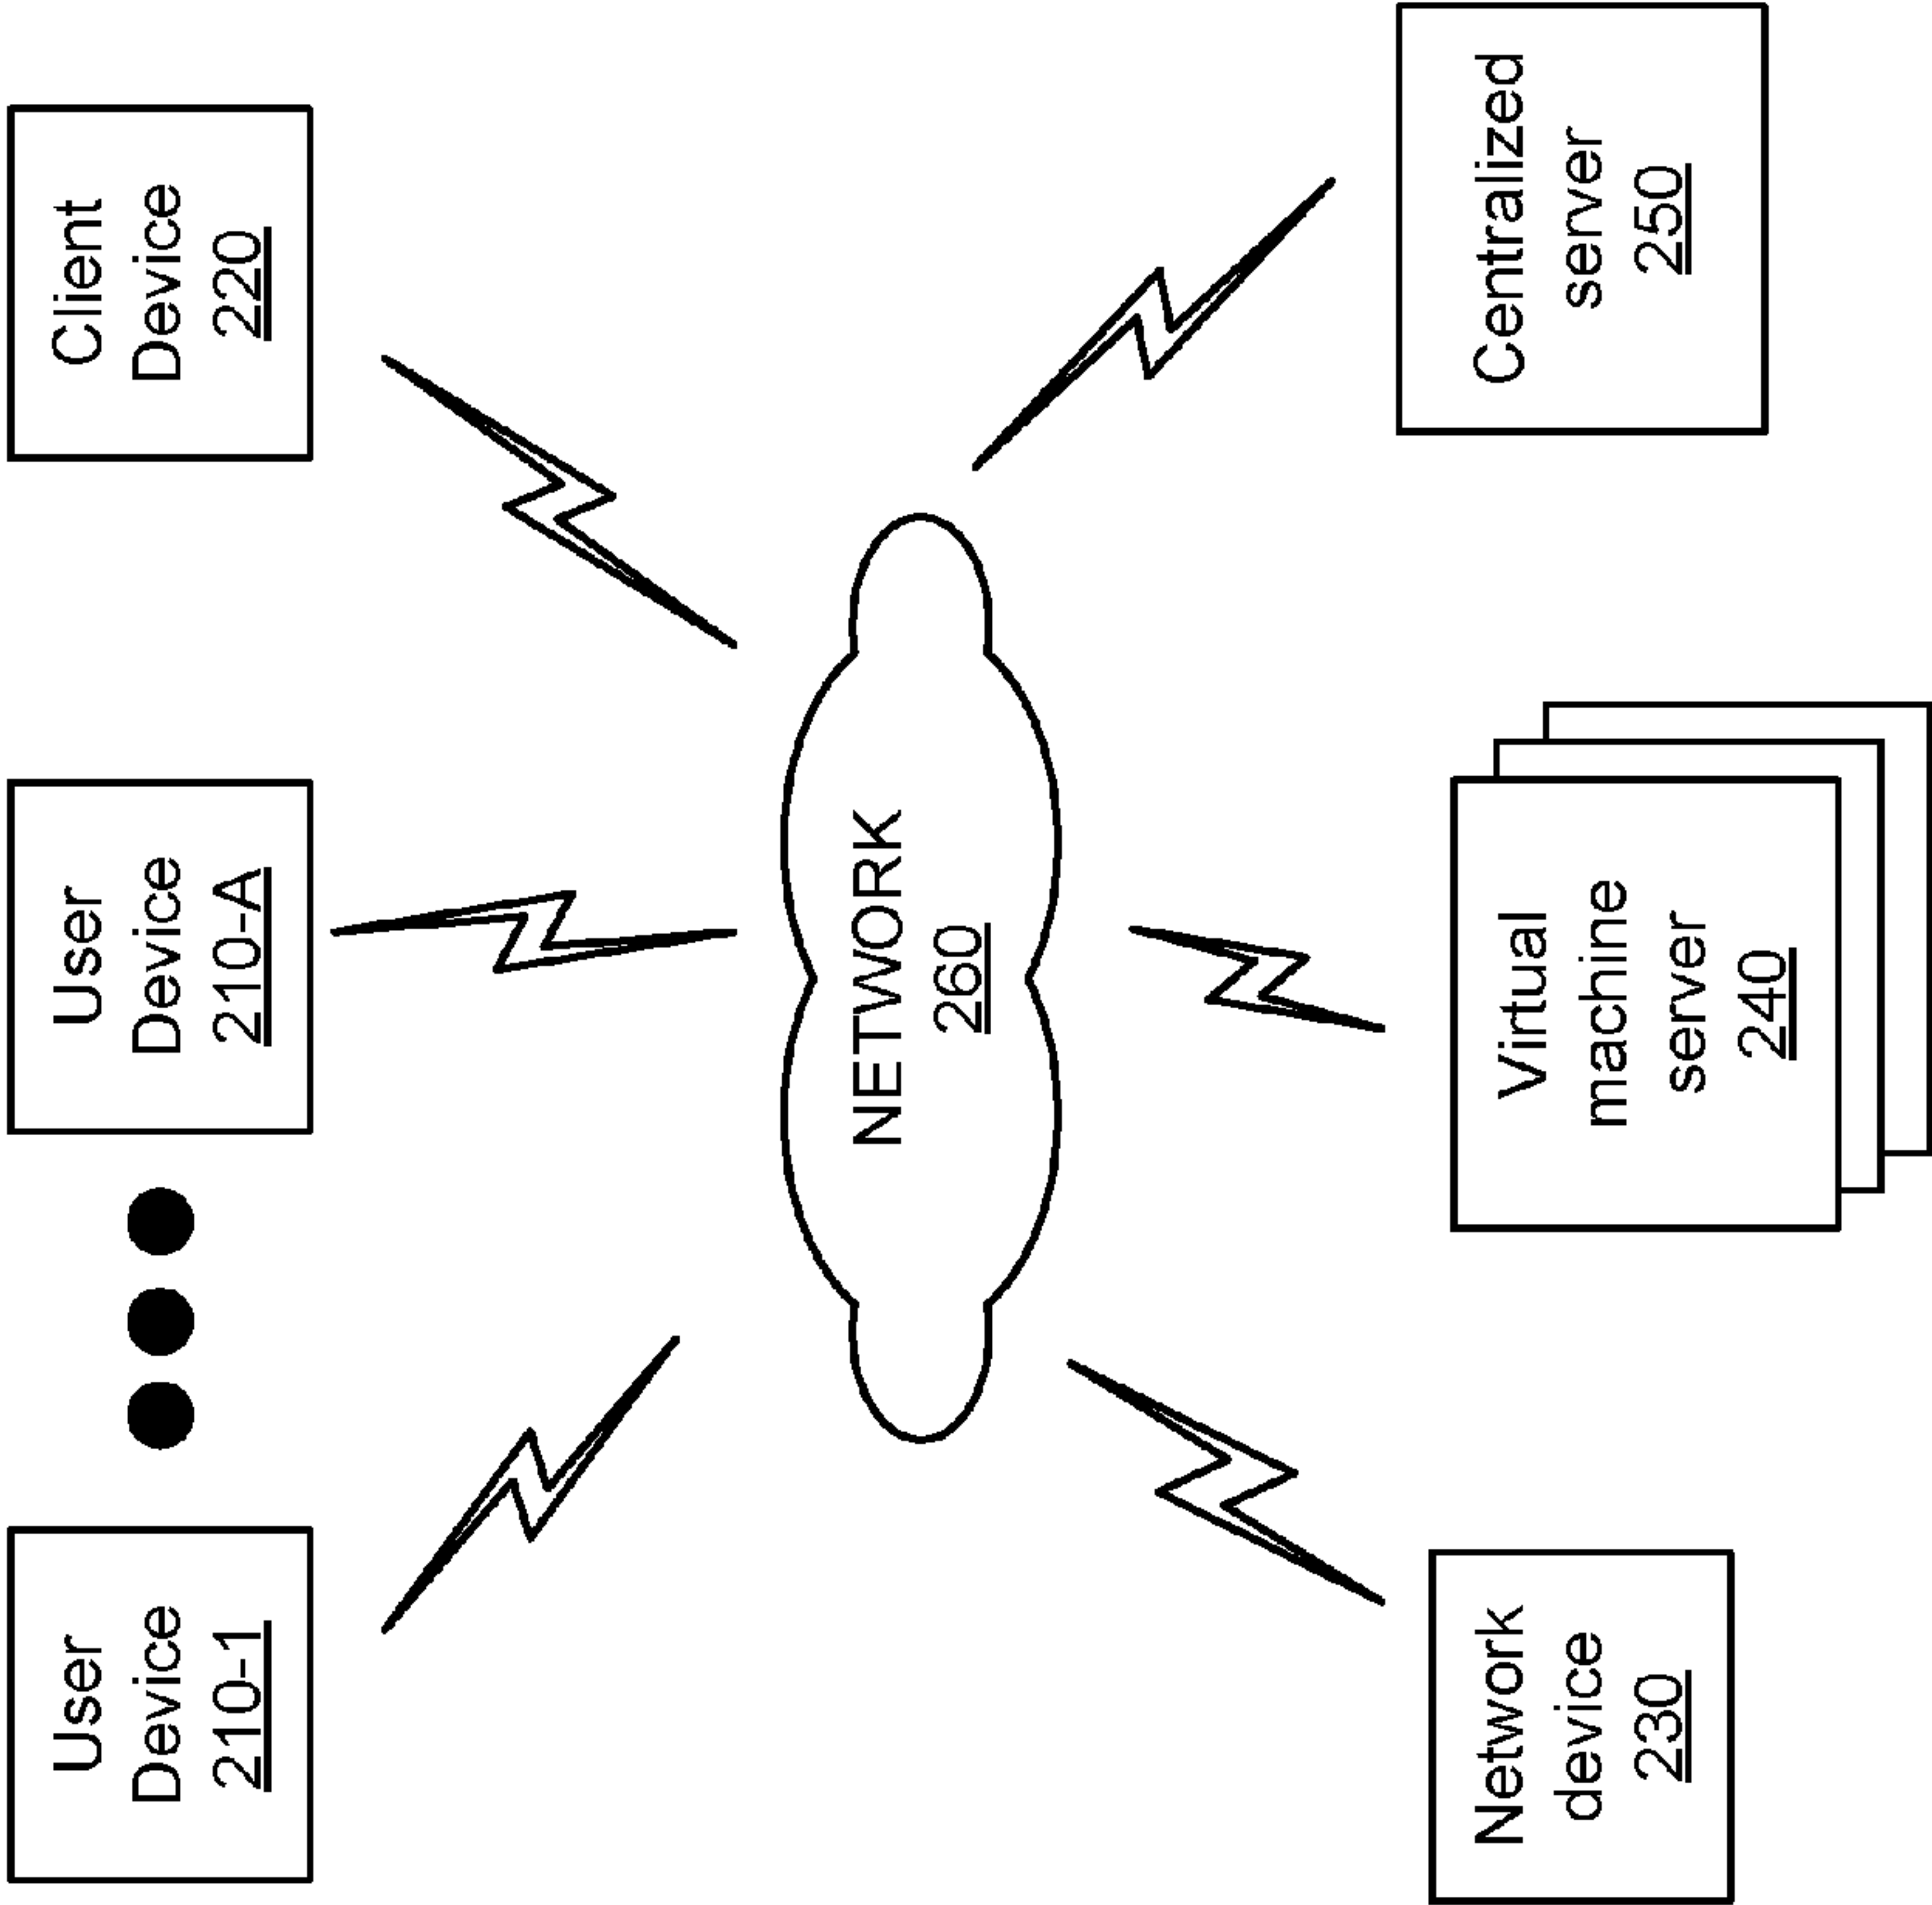 User
Device
210-1
User
Device
210-A
Client
Device
220
NETWORK
260
Network
device
230
Virtual
machine
server
240
Centralized
server
250